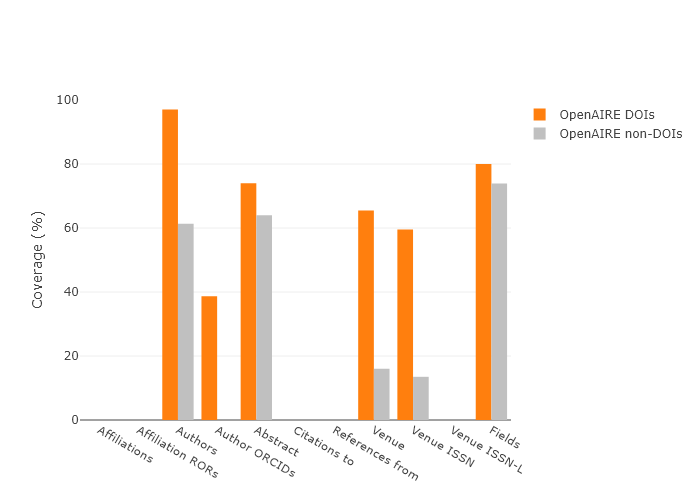 100
80
60
40
20
0
Coverage (%)
Affiliations
Affiliation RORs
Authors
Author ORCIDs
Abstract
Citations to
References from
Venue
Venue ISSN
Venue ISSN-L
Fields
OpenAIRE DOIs
OpenAIRE non-DOIs